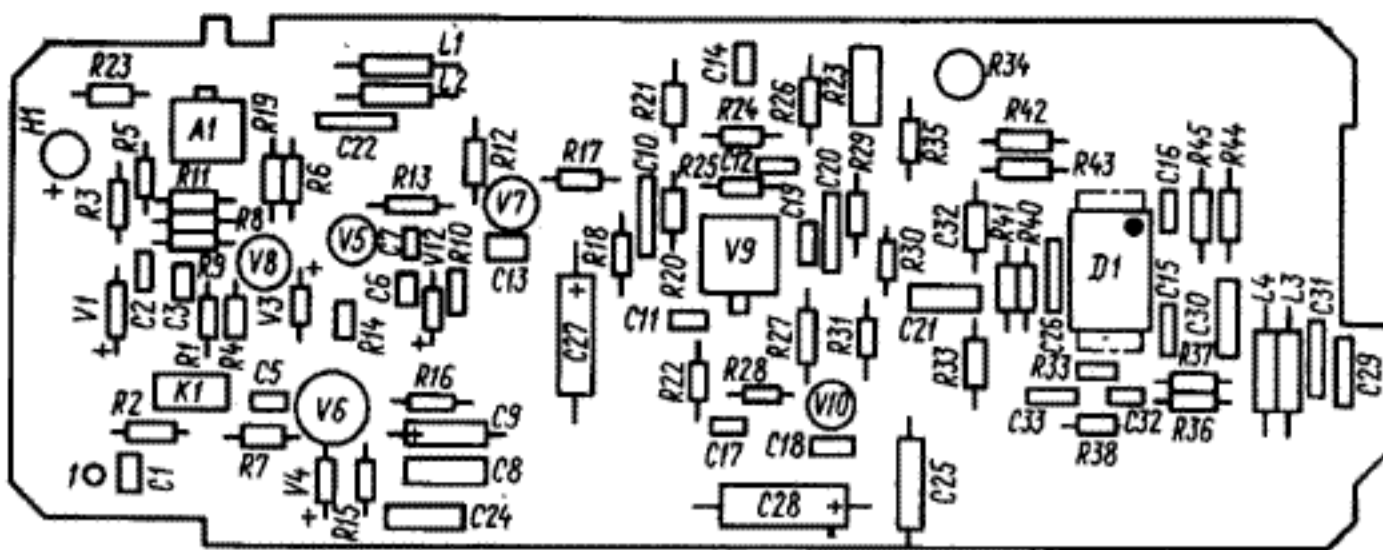 L1
R23
L2
C14
R23
R34
H1
A1
R19
R21
R24
R26
R42
R5
C22
R12
R35
R17
C10
C12
C20
R29
R43
C16
R45
R44
R3
R11
R6
R13
R25
R8
V7
C19
C32
R41
R40
V5
C7
V12
R10
R18
V9
R30
D1
V8
C13
R20
R9
C2
C3
V3
C6
C15
C30
L4
L3
C31
V1
R14
C27
+
C11
R27
R31
C21
C26
R1
R4
R33
R33
R37
C29
K1
C5
R16
R22
R28
R2
V6
V10
C9
C33
C32
R36
R7
C17
C18
R38
1
C1
V4
C8
C25
R15
C24
C28
+